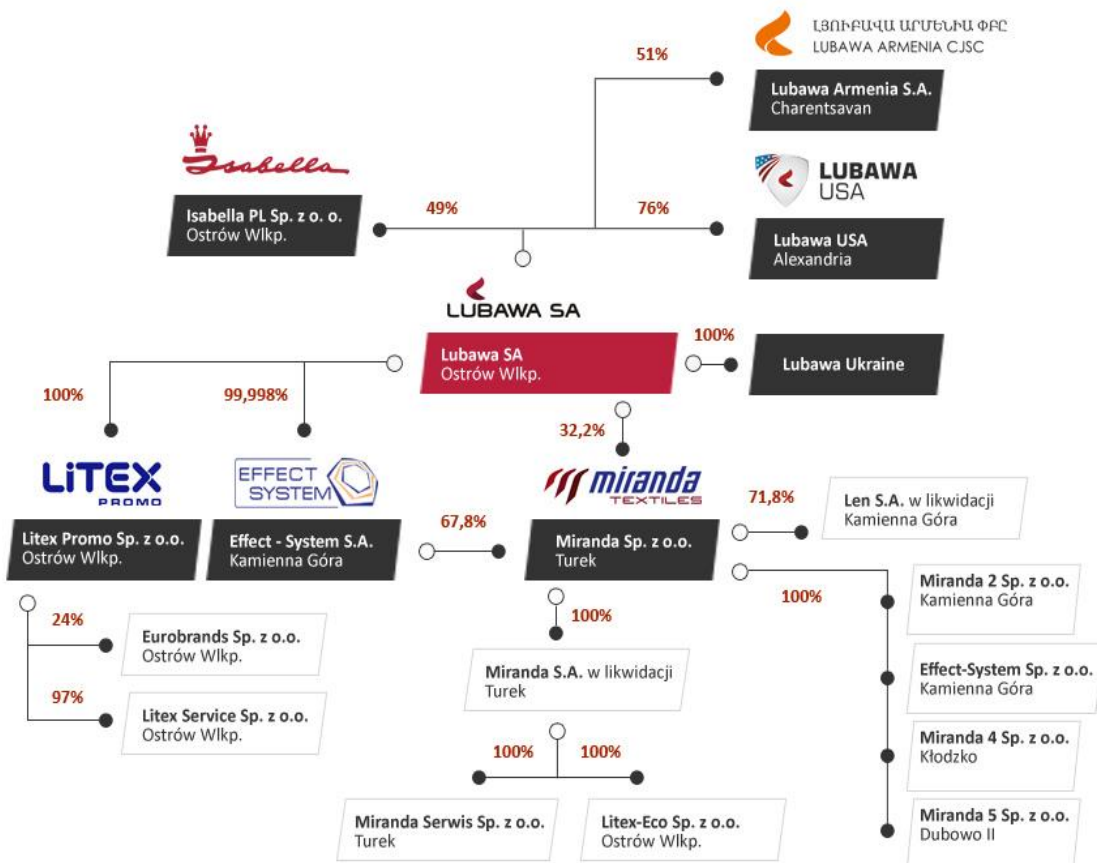 ԼՅՈՒԲԱՎԱ ԱՐՄԵՆԻԱ ՓԲԸ
LUBAWA ARMENIA CJSC
51%
Lubawa Armenia S.A.
Charentsavan
Isabella
LUBAWA
USA
Isabella PL Sp. z o. o.
Ostrów Wlkp.
49%
76%
Lubawa USA
Alexandria
LUBAWA SA
Lubawa SA
Ostrów Wlkp.
100%
Lubawa Ukraine
100%
99,998%
32,2%
LiTEX
PROMO
EFFECT
SYSTEM
miranda
TEXTILES
71,8%
Len S.A. w likwidacji
Kamienna Góra
Litex Promo Sp. z o.o.
Ostrów Wlkp.
Effect - System S.A.
Kamienna Góra
67,8%
Miranda Sp. z o.o.
Turek
100%
Miranda 2 Sp. z o.o.
Kamienna Góra
24%
Eurobrands Sp. z o.o.
Ostrów Wlkp.
100%
Miranda S.A. w likwidacji
Turek
Effect-System Sp. z o.o.
Kamienna Góra
97%
Litex Service Sp. z o.o.
Ostrów Wlkp.
100%
100%
Miranda 4 Sp. z o.o.
Kłodzko
Miranda Serwis Sp. z o.o.
Turek
Litex-Eco Sp. z o.o.
Ostrów Wlkp.
Miranda 5 Sp. z o.o.
Dubowo II